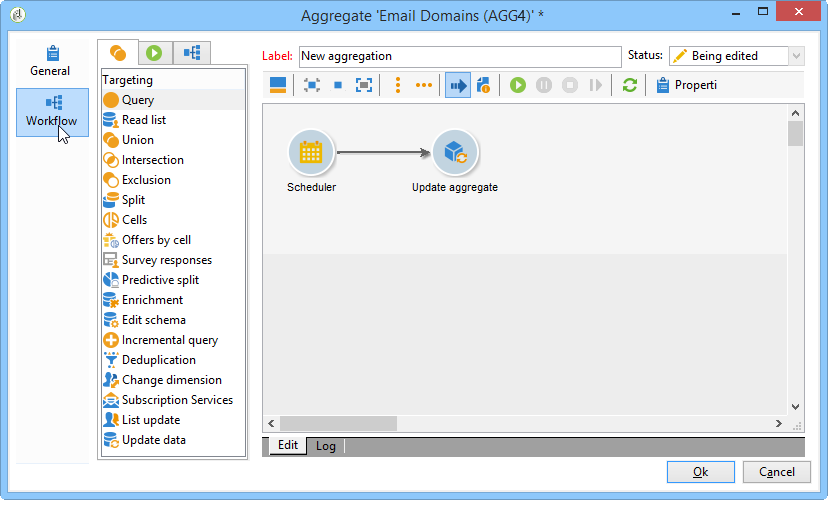 Aggregate 'Email Domains (AGG4)' *
General
Workflow
Targeting
Query
Read list
Union
Intersection
Exclusion
Split
Cells
Offers by cell
Survey responses
Predictive split
Enrichment
Edit schema
Incremental query
Deduplication
Change dimension
Subscription Services
List update
Update data
Label: New aggregation Status: Being edited
Properti
Scheduler Update aggregate
Edit Log
Ok Cancel